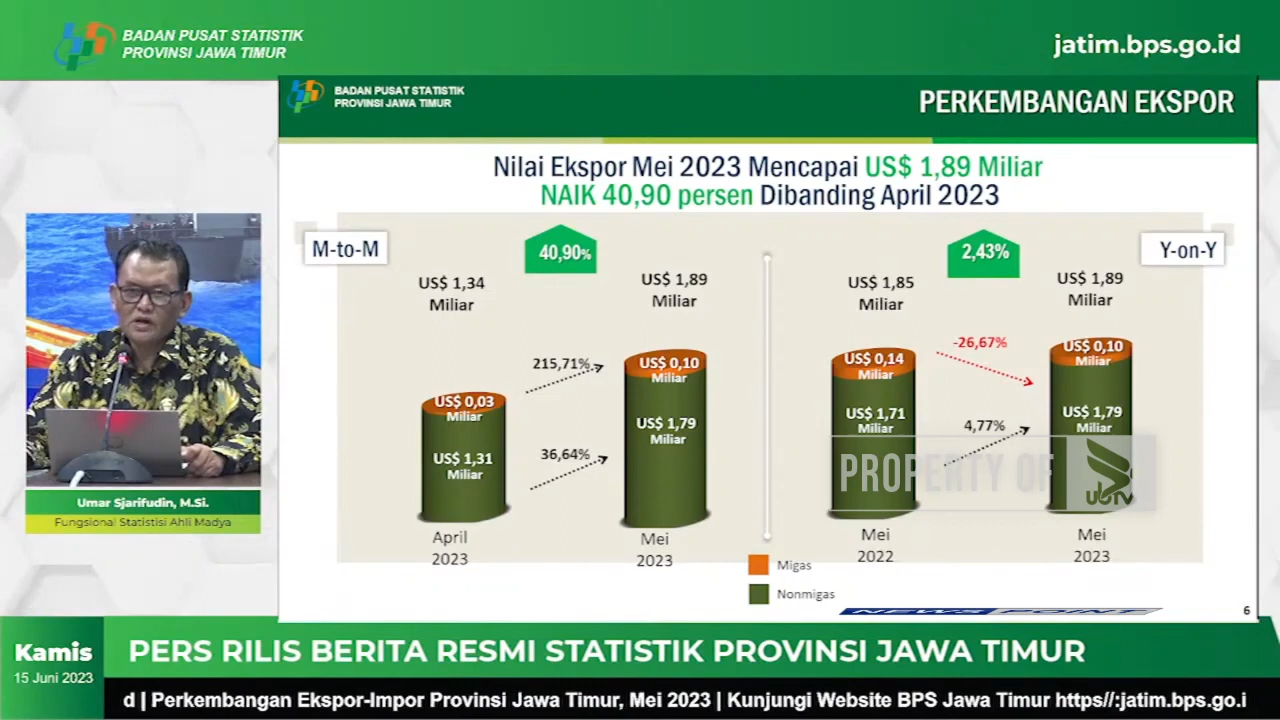 BADAN PUSAT STATISTIK
PROVINSI JAWA TIMUR
jatim.bps.go.id
BADAN PUSAT STATISTIK
PROVINSI JAWA TIMUR
PERKEMBANGAN EKSPOR
Nilai Ekspor Mei 2023 Mencapai US$ 1,89 Miliar
NAIK 40,90 persen Dibanding April 2023
M-to-M
40,90%
US$ 1,34
Miliar
US$ 1,89
Miliar
215,71%
US$ 0,03
Miliar
US$ 0,10
Miliar
36,64%
US$ 1,31
Miliar
US$ 1,79
Miliar
April
2023
Mei
2023
Y-on-Y
2,43%
US$ 1,85
Miliar
US$ 1,89
Miliar
-26,67%
US$ 0,14
Miliar
US$ 0,10
Miliar
4,77%
US$ 1,71
Miliar
US$ 1,79
Miliar
Mei
2022
Mei
2023
PROPERTY OF
Migas
Nonmigas
NEWS POINT
6
Umar Sjarifudin, M.Si.
Fungsional Statistisi Ahli Madya
Kamis
15 Juni 2023
PERS RILIS BERITA RESMI STATISTIK PROVINSI JAWA TIMUR
d | Perkembangan Ekspor-Impor Provinsi Jawa Timur, Mei 2023 | Kunjungi Website BPS Jawa Timur https//:jatim.bps.go.i